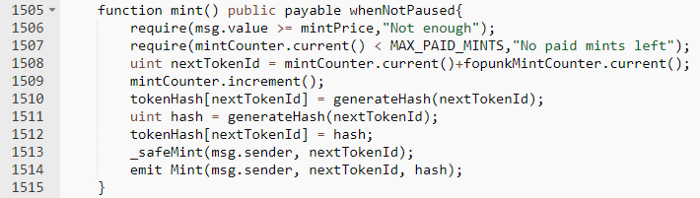 1505 function mint() public payable whenNotPaused{
1506 require(msg.value >= mintPrice,"Not enough");
1507 require(mintCounter.current() < MAX_PAID_MINTS,"No paid mints left");
1508 uint nextTokenId = mintCounter.current()+fopunkMintCounter.current();
1509 mintCounter.increment();
1510 tokenHash[nextTokenId] = generateHash(nextTokenId);
1511 uint hash = generateHash(nextTokenId);
1512 tokenHash[nextTokenId] = hash;
1513 _safeMint(msg.sender, nextTokenId);
1514 emit Mint(msg.sender, nextTokenId, hash);
1515 }